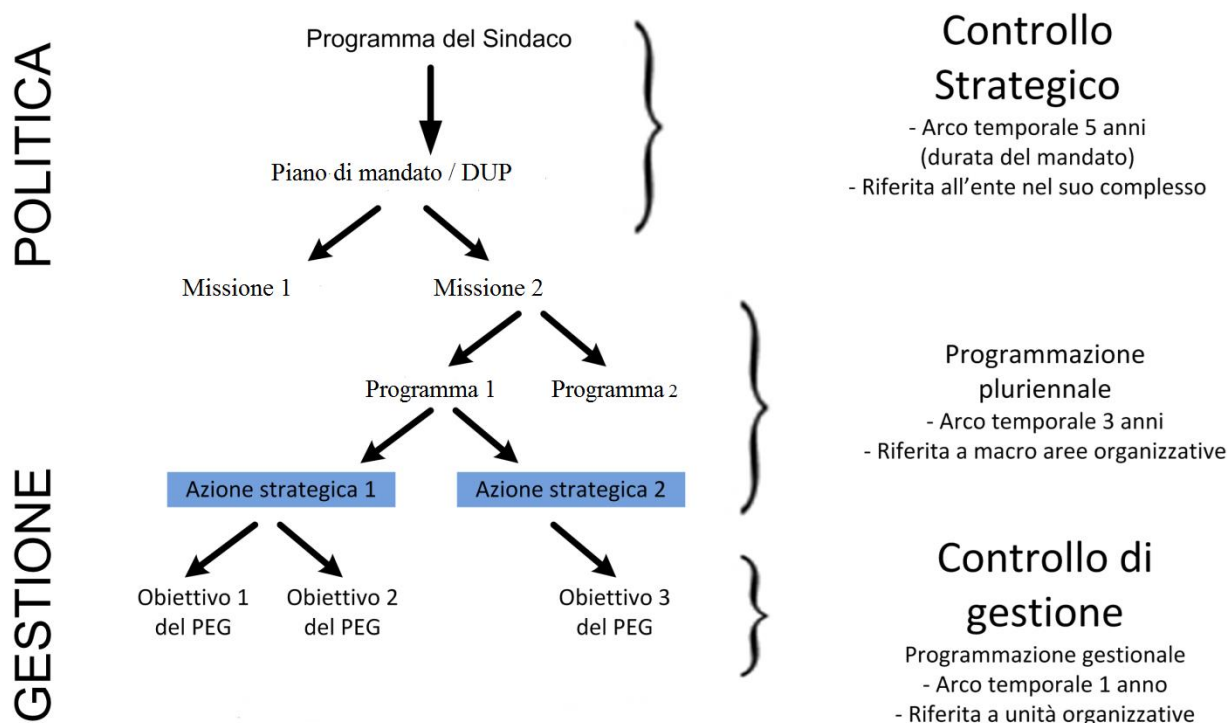 POLITICA
Programma del Sindaco
Piano di mandato / DUP
Missione 1
Missione 2
Programma 1
Programma 2
GESTIONE
Azione strategica 1
Azione strategica 2
Obiettivo 1
del PEG
Obiettivo 2
del PEG
Obiettivo 3
del PEG
Controllo
Strategico
- Arco temporale 5 anni
(durata del mandato)
- Riferita all'ente nel suo complesso
Programmazione
pluriennale
- Arco temporale 3 anni
- Riferita a macro aree organizzative
Controllo di
gestione
Programmazione gestionale
- Arco temporale 1 anno
- Riferita a unità organizzative